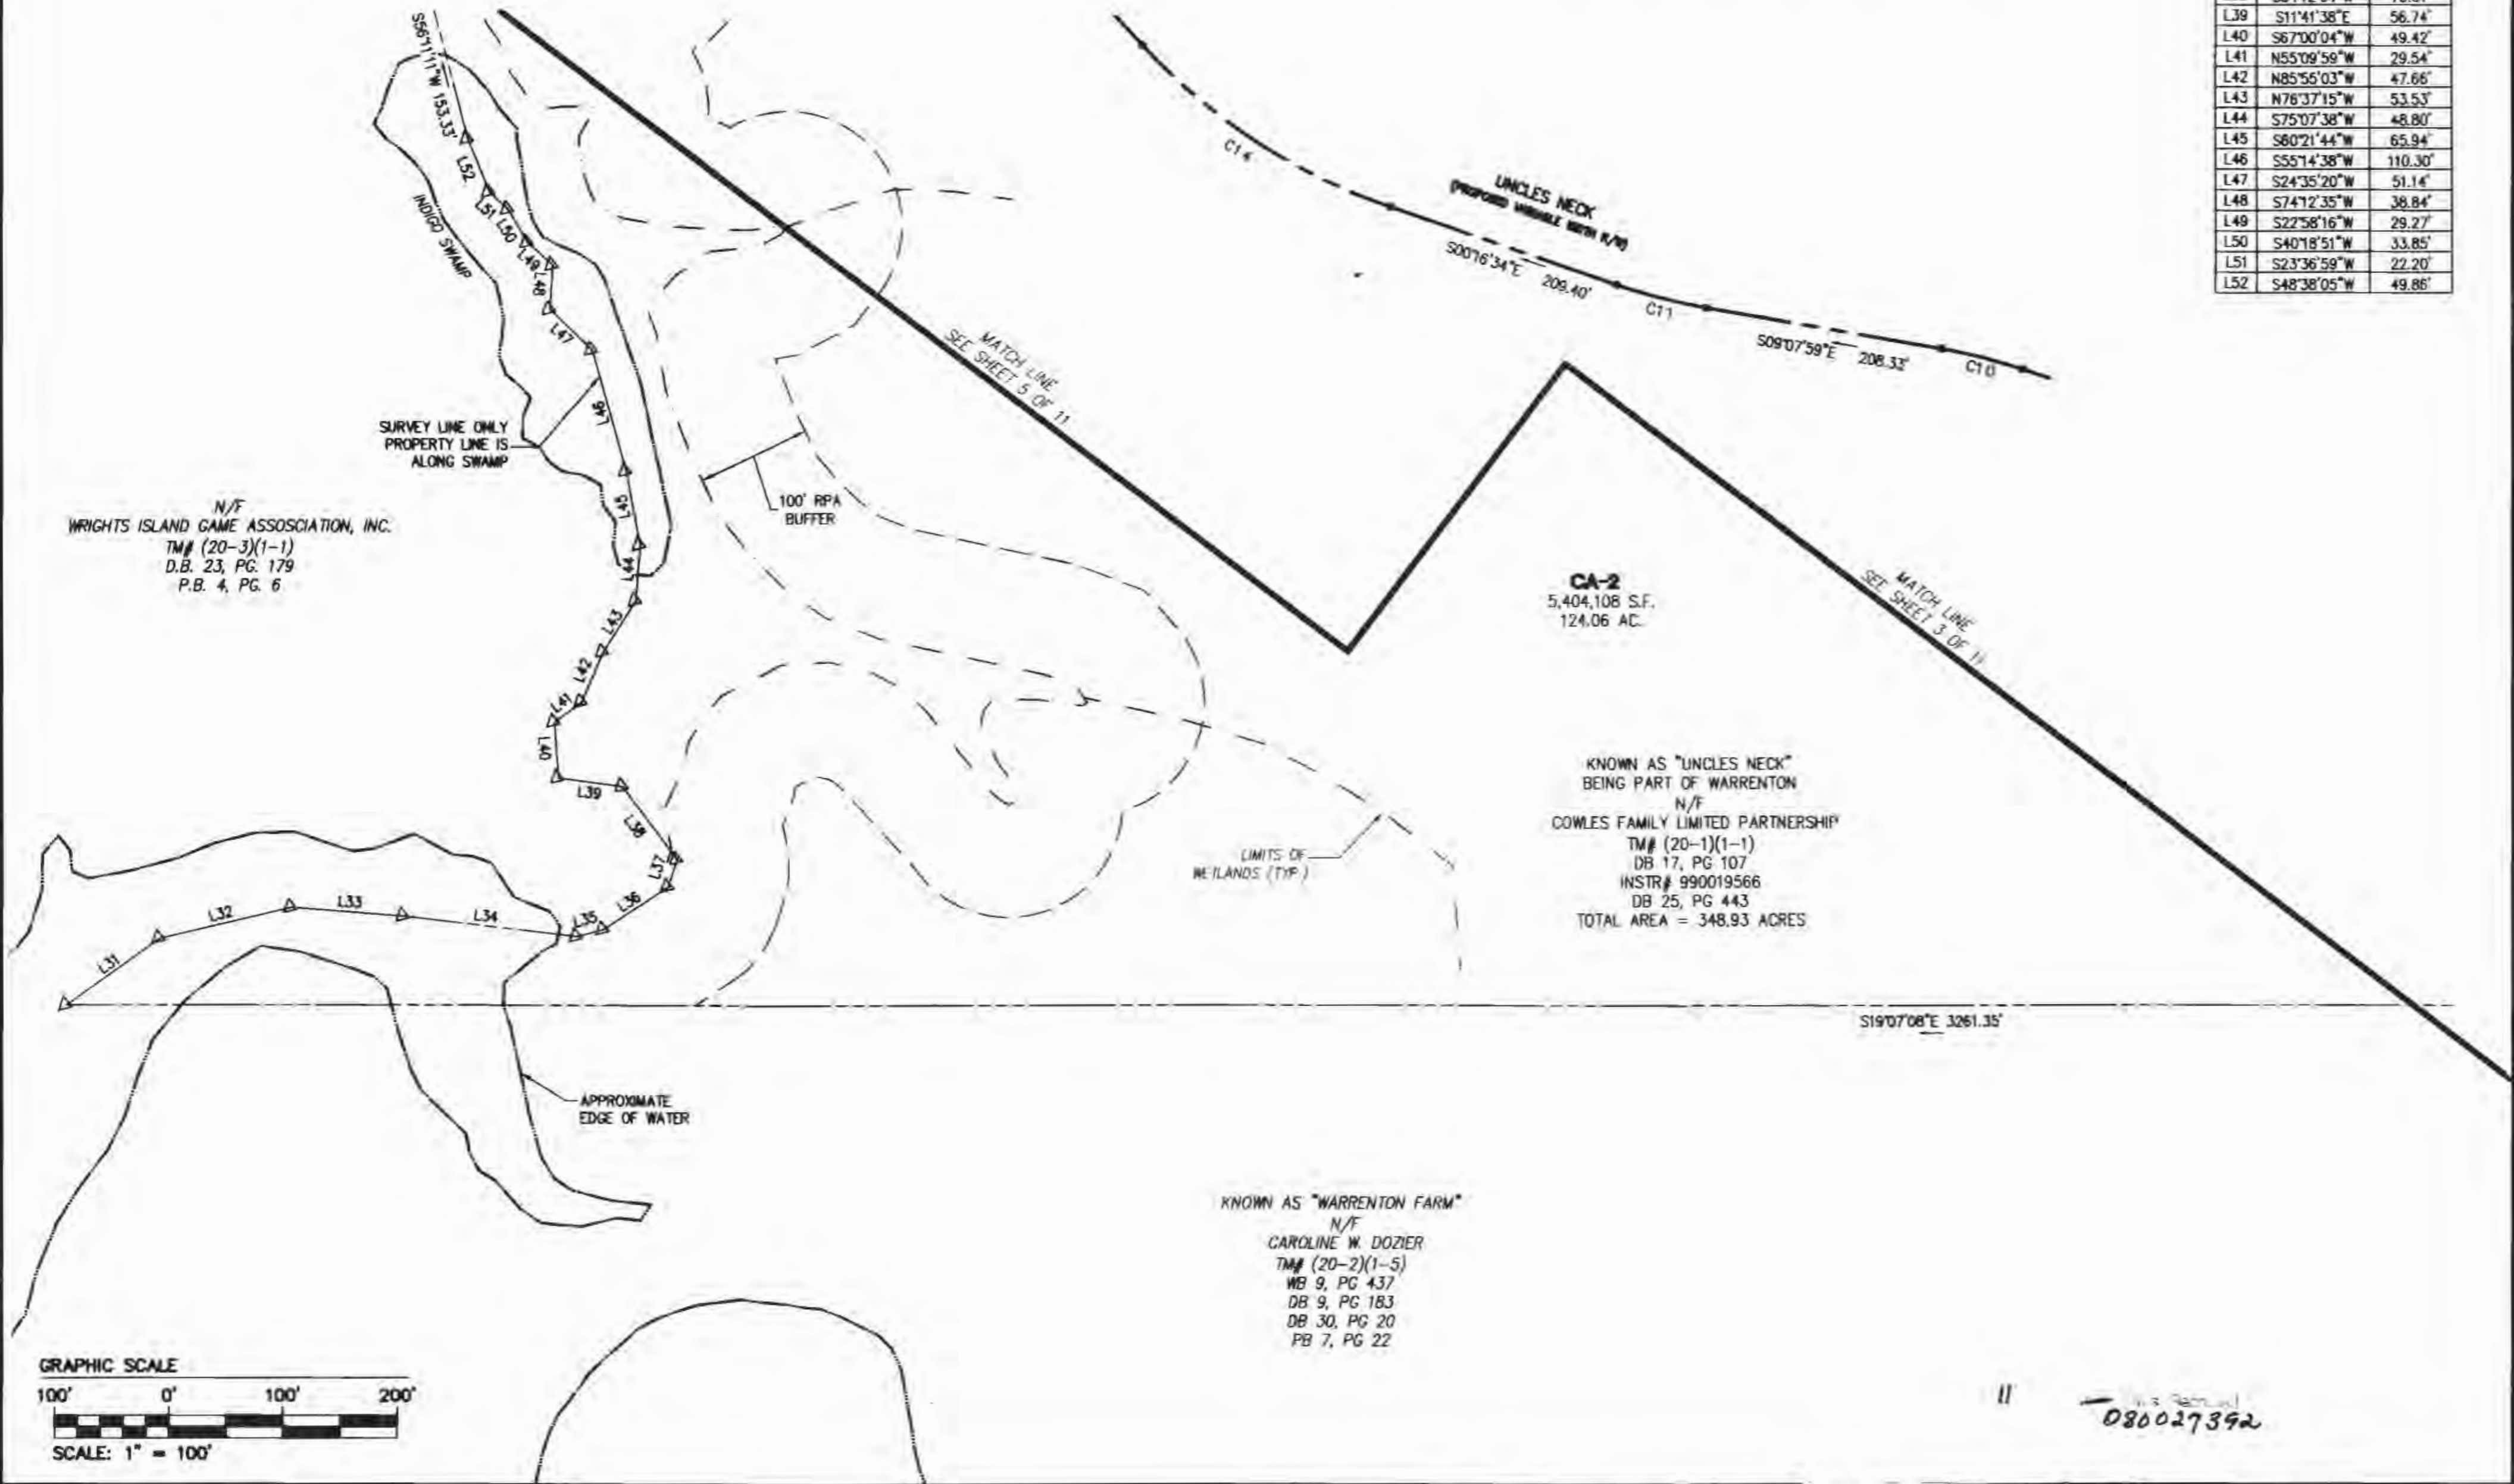 L39 S11°41'38"E 56.74'
L40 S67°00'04"W 49.42'
L41 N55°09'59"W 29.54'
L42 N85°55'03"W 47.66'
L43 N76°37'15"W 53.53'
L44 S75°07'38"W 48.80'
L45 S60°21'44"W 65.94'
L46 S55°14'38"W 110.30'
L47 S24°35'20"W 51.14'
L48 S74°12'35"W 38.84'
L49 S22°58'16"W 29.27'
L50 S40°18'51"W 33.85'
L51 S23°36'59"W 22.20'
L52 S48°38'05"W 49.86'
S56°11'11"W 153.33'
L52
L51
L50
L49
L48
L47
L46
L45
L44
L43
L42
L41
L40
L39
L38
L37
L36
L35
L34
L33
L32
L31
INDIGO SWAMP
C14
UNCLES NECK
(PROPOSED VARIABLE WIDTH R/W)
S00°16'34"E 209.40'
C11
S09°07'59"E 208.33'
C10
MATCH LINE
SEE SHEET 5 OF 11
SURVEY LINE ONLY
PROPERTY LINE IS
ALONG SWAMP
100' RPA
BUFFER
N/F
WRIGHTS ISLAND GAME ASSOSCIATION, INC.
TM# (20-3)(1-1)
D.B. 23, PG. 179
P.B. 4, PG. 6
CA-2
5,404,108 S.F.
124.06 AC.
MATCH LINE
SEE SHEET 3 OF 11
KNOWN AS "UNCLES NECK"
BEING PART OF WARRENTON
N/F
COWLES FAMILY LIMITED PARTNERSHIP
TM# (20-1)(1-1)
DB 17, PG 107
INSTR# 990019566
DB 25, PG 443
TOTAL AREA = 348.93 ACRES
LIMITS OF
WETLANDS (TYP.)
S19°07'08"E 3261.35'
APPROXIMATE
EDGE OF WATER
KNOWN AS "WARRENTON FARM"
N/F
CAROLINE W. DOZIER
TM# (20-2)(1-5)
WB 9, PG 437
DB 9, PG 183
DB 30, PG 20
PB 7, PG 22
GRAPHIC SCALE
100' 0' 100' 200'
SCALE: 1" = 100'
11
080027392